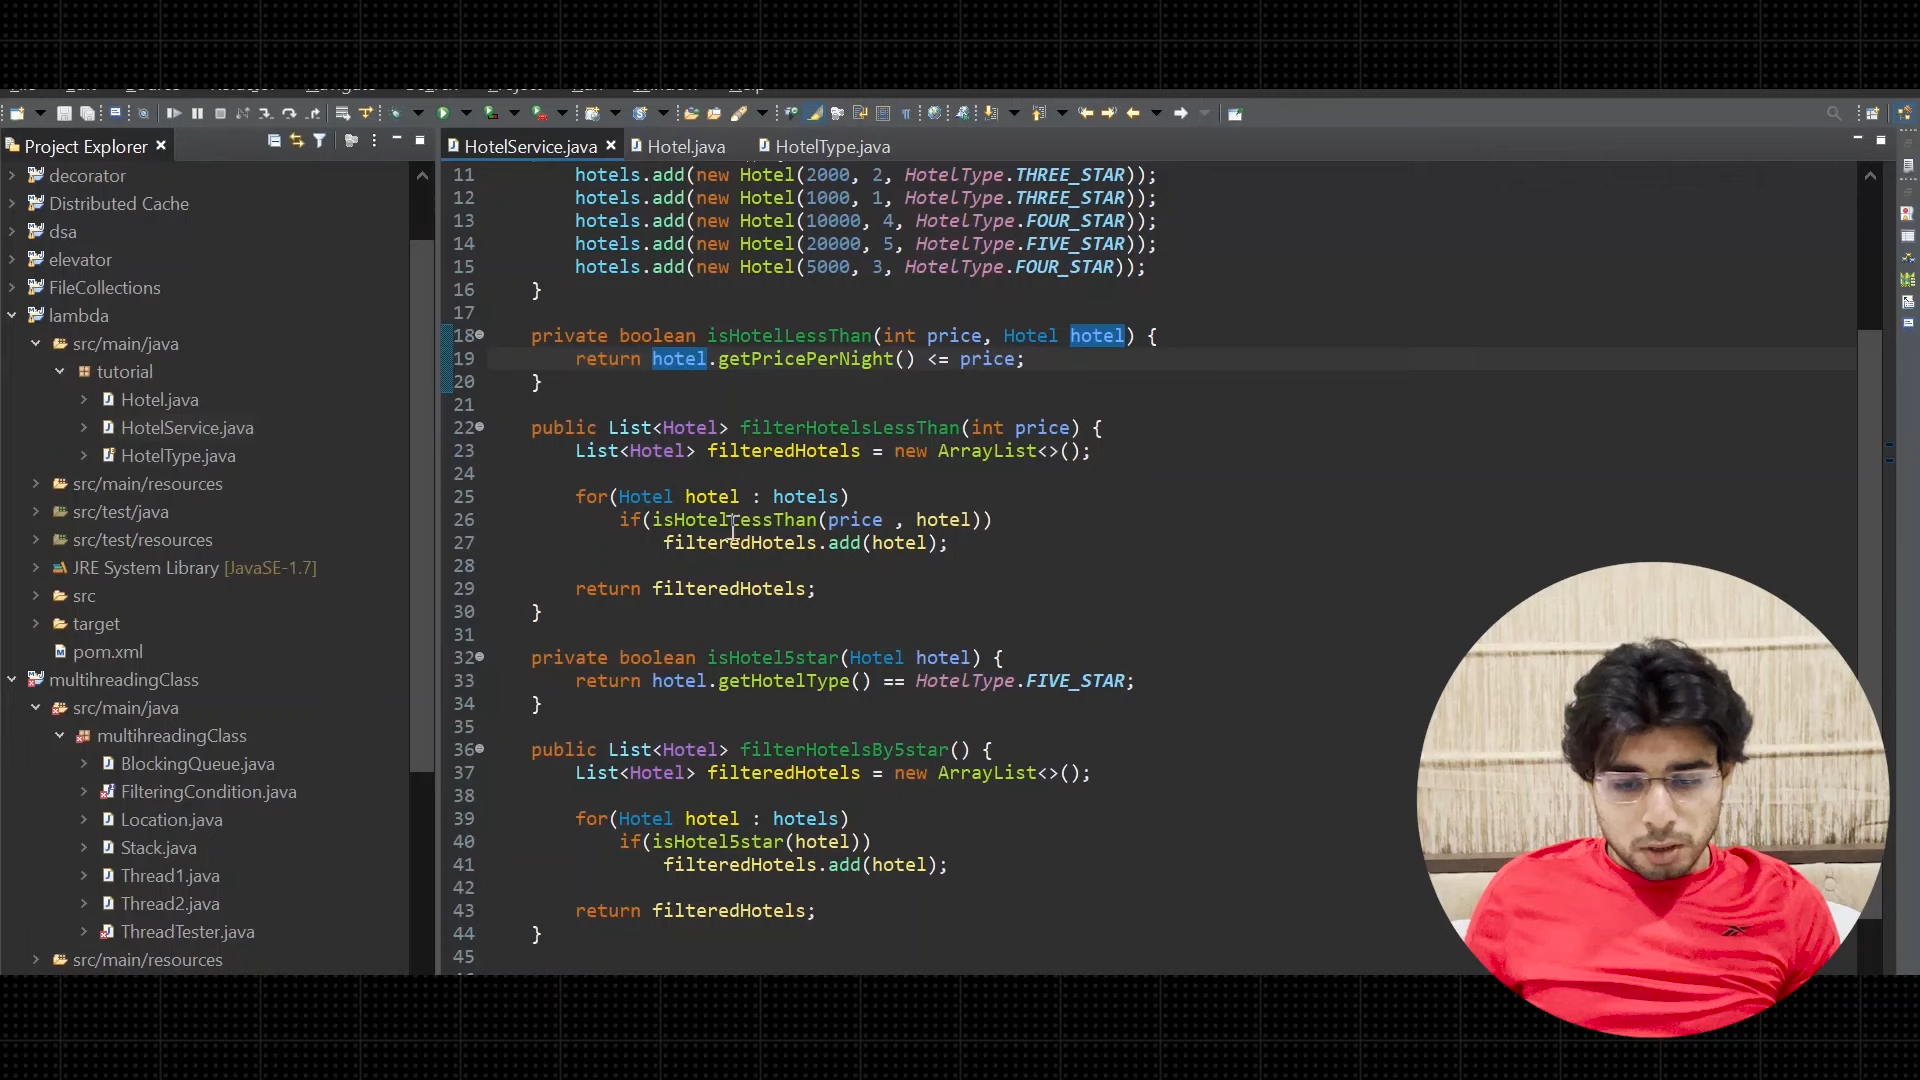 Project Explorer
HotelService.java
Hotel.java
HotelType.java
decorator
Distributed Cache
dsa
elevator
FileCollections
lambda
src/main/java
tutorial
Hotel.java
HotelService.java
HotelType.java
src/main/resources
src/test/java
src/test/resources
JRE System Library [JavaSE-1.7]
src
target
pom.xml
multihreadingClass
src/main/java
multihreadingClass
BlockingQueue.java
FilteringCondition.java
Location.java
Stack.java
Thread1.java
Thread2.java
ThreadTester.java
src/main/resources
11 hotels.add(new Hotel(2000, 2, HotelType.THREE_STAR));
12 hotels.add(new Hotel(1000, 1, HotelType.THREE_STAR));
13 hotels.add(new Hotel(10000, 4, HotelType.FOUR_STAR));
14 hotels.add(new Hotel(20000, 5, HotelType.FIVE_STAR));
15 hotels.add(new Hotel(5000, 3, HotelType.FOUR_STAR));
16 }
17
18 private boolean isHotelLessThan(int price, Hotel hotel) {
19 return hotel.getPricePerNight() <= price;
20 }
21
22 public List<Hotel> filterHotelsLessThan(int price) {
23 List<Hotel> filteredHotels = new ArrayList<>();
24
25 for(Hotel hotel : hotels)
26 if(isHotelLessThan(price , hotel))
27 filteredHotels.add(hotel);
28
29 return filteredHotels;
30 }
31
32 private boolean isHotel5star(Hotel hotel) {
33 return hotel.getHotelType() == HotelType.FIVE_STAR;
34 }
35
36 public List<Hotel> filterHotelsBy5star() {
37 List<Hotel> filteredHotels = new ArrayList<>();
38
39 for(Hotel hotel : hotels)
40 if(isHotel5star(hotel))
41 filteredHotels.add(hotel);
42
43 return filteredHotels;
44 }
45